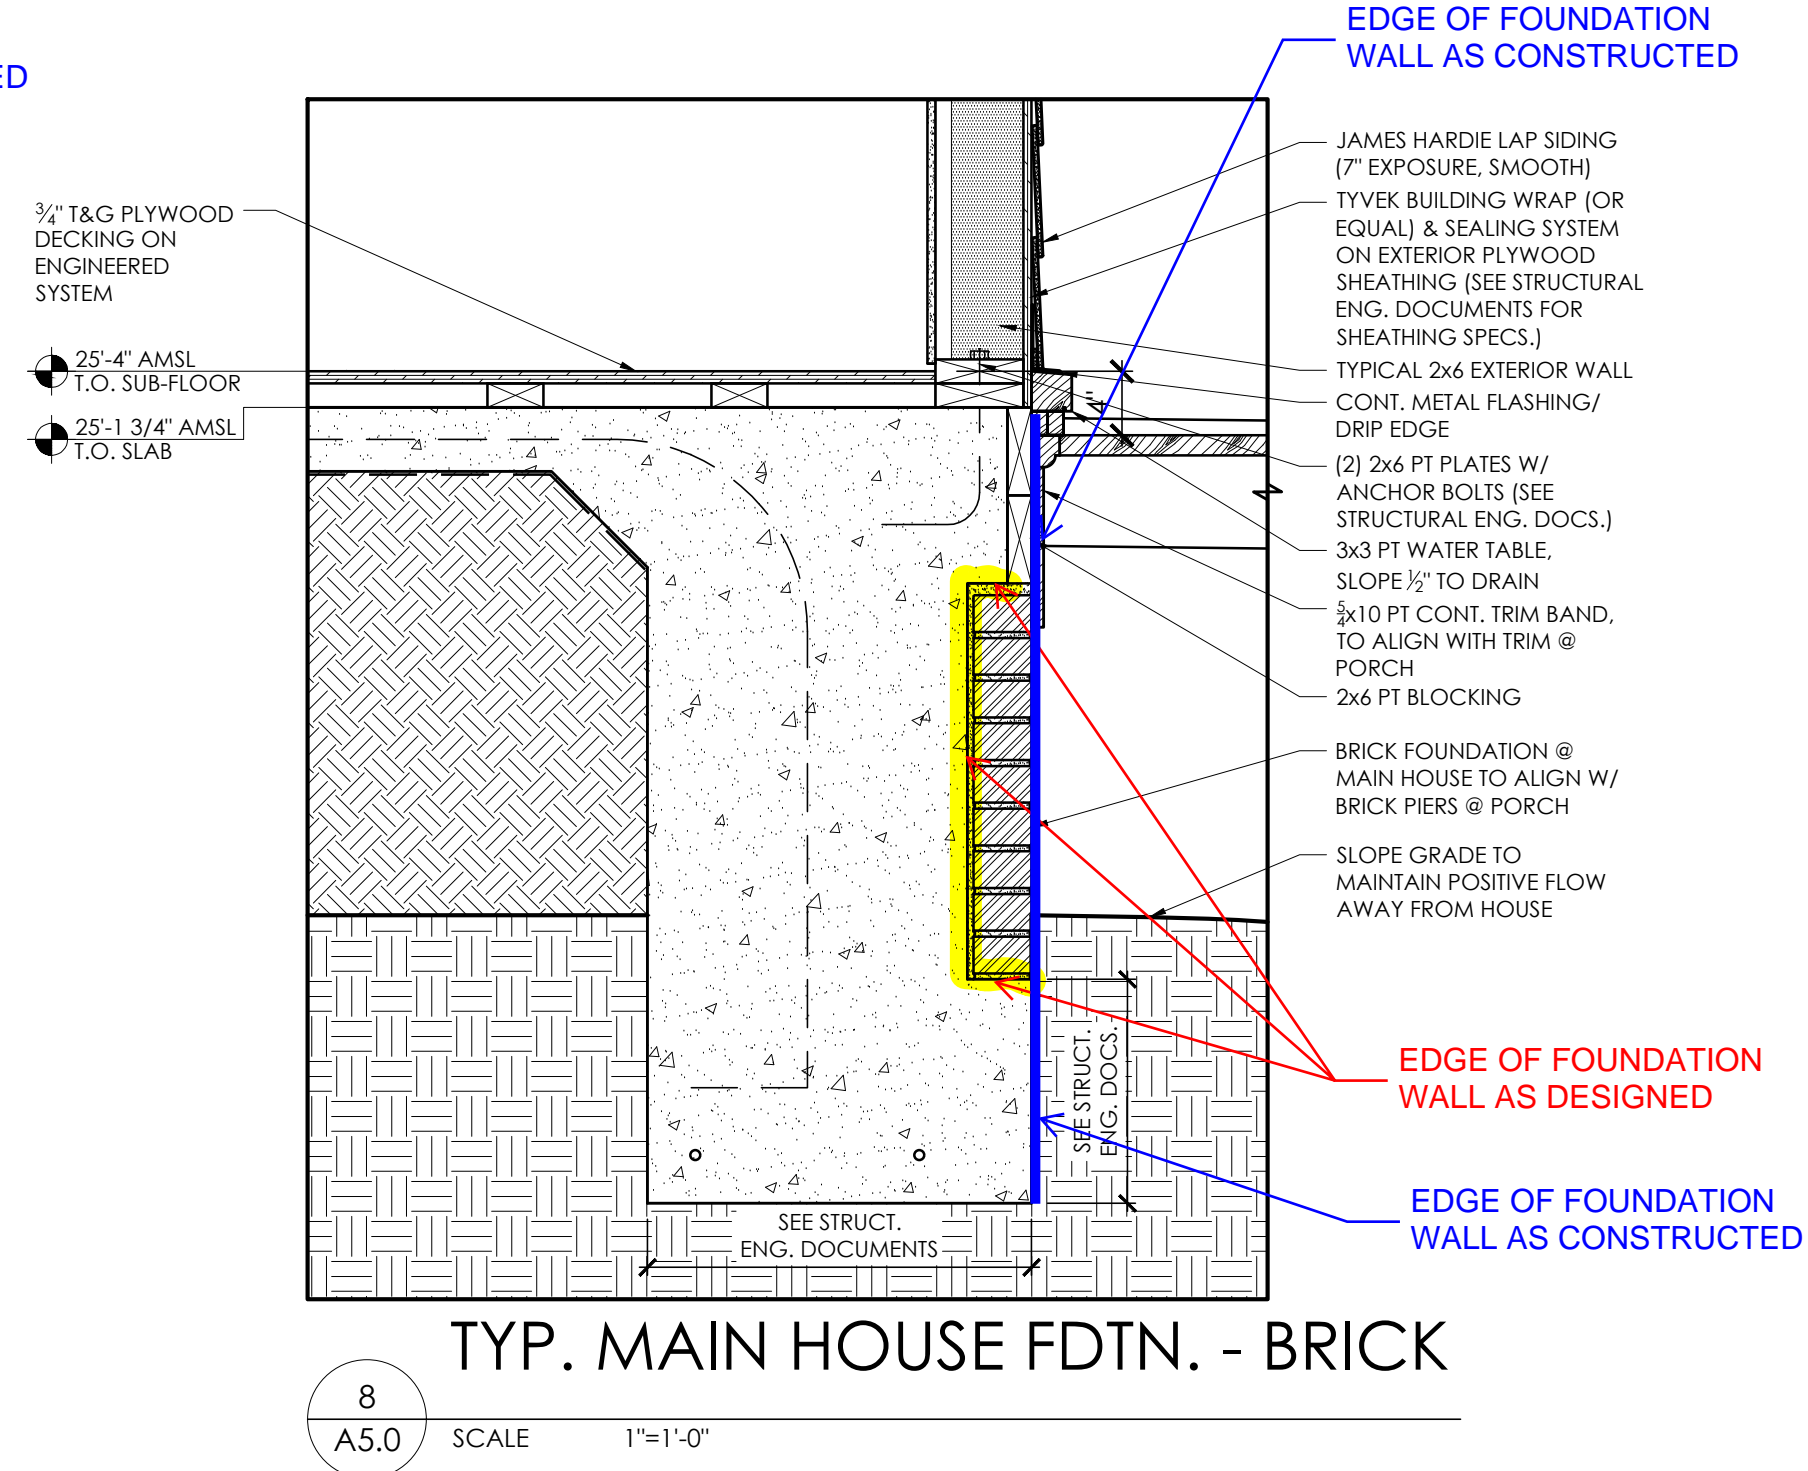 EDGE OF FOUNDATION
WALL AS CONSTRUCTED
ED
3/4" T&G PLYWOOD
DECKING ON
ENGINEERED
SYSTEM
25'-4" AMSL
T.O. SUB-FLOOR
25'-1 3/4" AMSL
T.O. SLAB
4"
JAMES HARDIE LAP SIDING
(7" EXPOSURE, SMOOTH)
TYVEK BUILDING WRAP (OR
EQUAL) & SEALING SYSTEM
ON EXTERIOR PLYWOOD
SHEATHING (SEE STRUCTURAL
ENG. DOCUMENTS FOR
SHEATHING SPECS.)
TYPICAL 2x6 EXTERIOR WALL
CONT. METAL FLASHING/
DRIP EDGE
(2) 2x6 PT PLATES W/
ANCHOR BOLTS (SEE
STRUCTURAL ENG. DOCS.)
3x3 PT WATER TABLE,
SLOPE 1/2" TO DRAIN
5/4x10 PT CONT. TRIM BAND,
TO ALIGN WITH TRIM @
PORCH
2x6 PT BLOCKING
BRICK FOUNDATION @
MAIN HOUSE TO ALIGN W/
BRICK PIERS @ PORCH
SLOPE GRADE TO
MAINTAIN POSITIVE FLOW
AWAY FROM HOUSE
SEE STRUCT.
ENG. DOCS.
EDGE OF FOUNDATION
WALL AS DESIGNED
EDGE OF FOUNDATION
WALL AS CONSTRUCTED
SEE STRUCT.
ENG. DOCUMENTS
TYP. MAIN HOUSE FDTN. - BRICK
8
A5.0
SCALE 1"=1'-0"